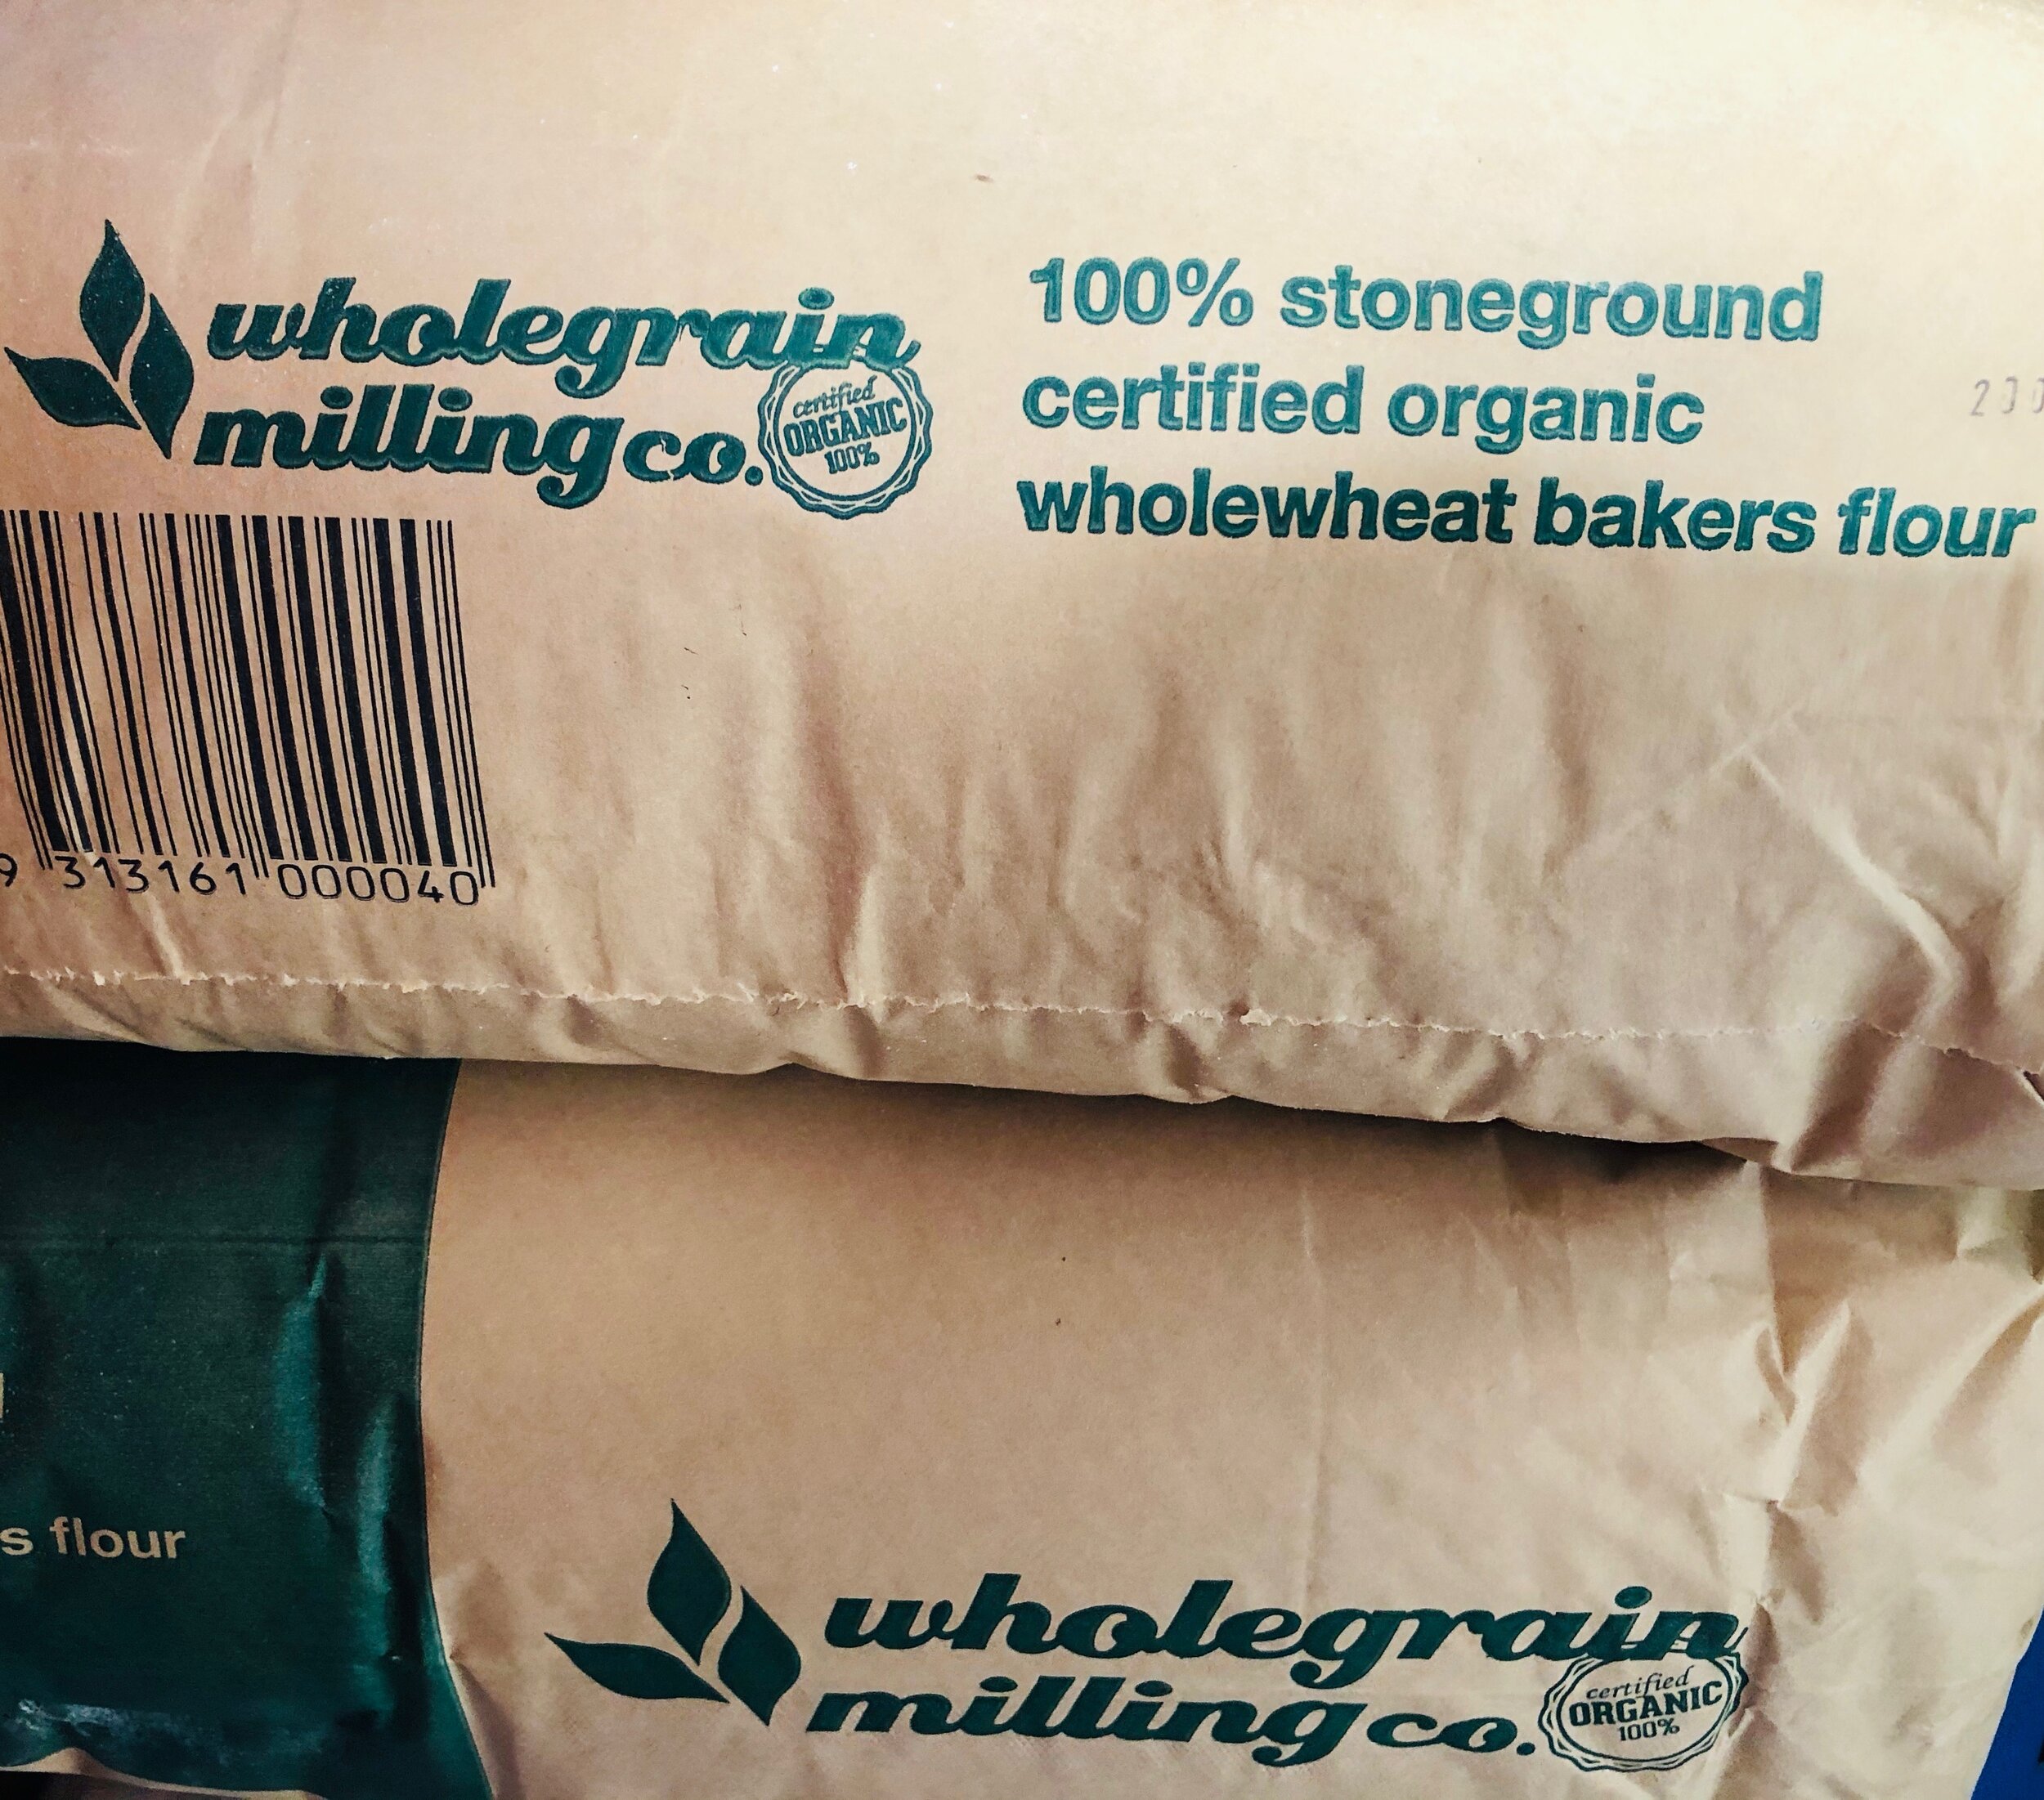 wholegrain
milling co.
certified
ORGANIC
100%
100% stoneground
certified organic
wholewheat bakers flour
9 313161 000040
s flour
wholegrain
milling co.
certified
ORGANIC
100%